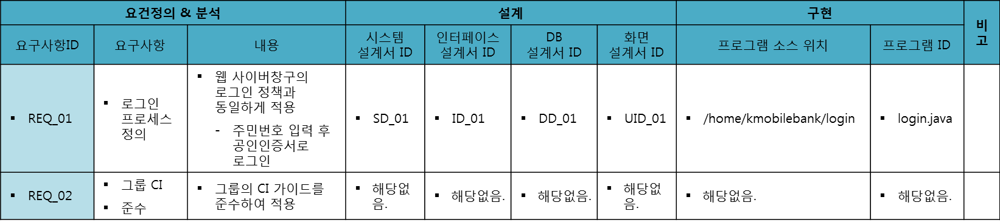 요건정의 & 분석
설계
구현
비
고
요구사항ID
요구사항
내용
시스템
설계서 ID
인터페이스
설계서 ID
DB
설계서 ID
화면
설계서 ID
프로그램 소스 위치
프로그램 ID
▪ REQ_01
▪ 로그인
프로세스
정의
▪ 웹 사이버창구의
로그인 정책과
동일하게 적용
- 주민번호 입력 후
공인인증서로
로그인
▪ SD_01
▪ ID_01
▪ DD_01
▪ UID_01
▪ /home/kmobilebank/login
▪ login.java
▪ REQ_02
▪ 그룹 CI
▪ 준수
▪ 그룹의 CI 가이드를
준수하여 적용
▪ 해당없
음.
▪ 해당없음.
▪ 해당없음.
▪ 해당없
음.
▪ 해당없음.
▪ 해당없음.